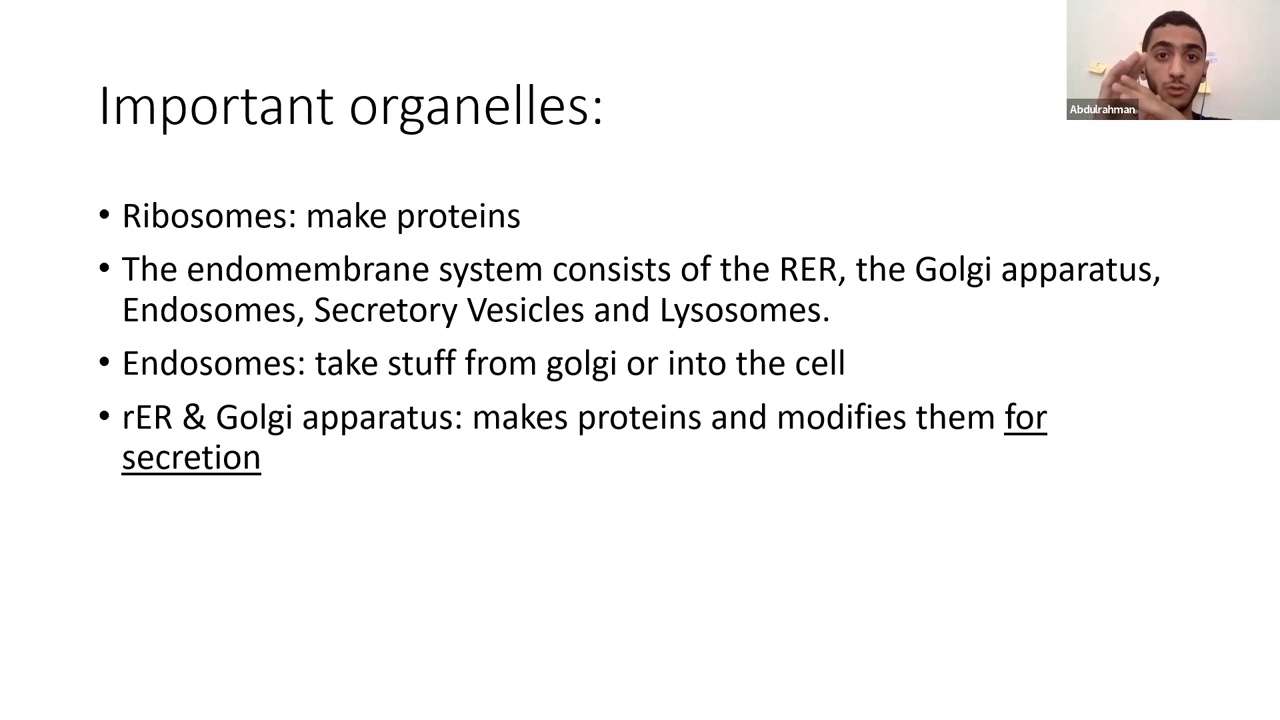 Important organelles:
Abdulrahman
• Ribosomes: make proteins
• The endomembrane system consists of the RER, the Golgi apparatus,
Endosomes, Secretory Vesicles and Lysosomes.
• Endosomes: take stuff from golgi or into the cell
• rER & Golgi apparatus: makes proteins and modifies them for
secretion